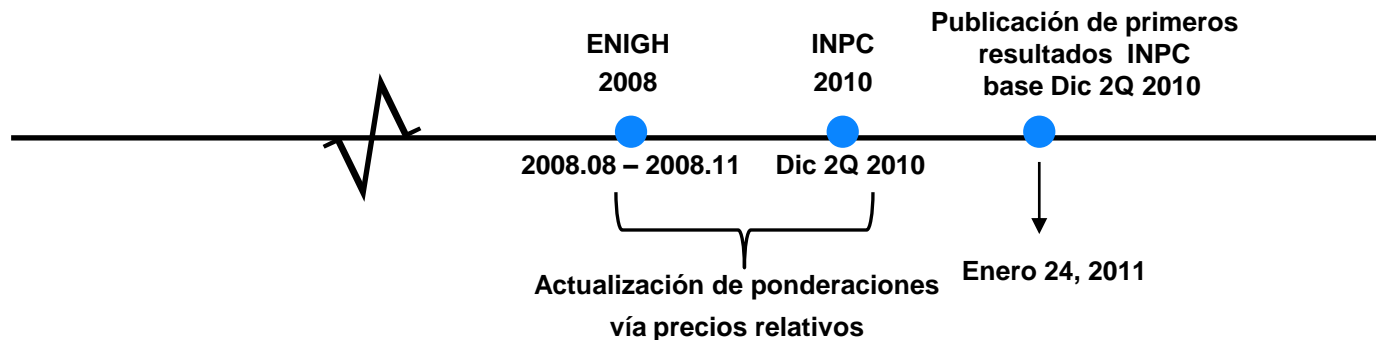 ENIGH
2008
INPC
2010
Publicación de primeros
resultados INPC
base Dic 2Q 2010
2008.08 – 2008.11
Dic 2Q 2010
Enero 24, 2011
Actualización de ponderaciones
vía precios relativos